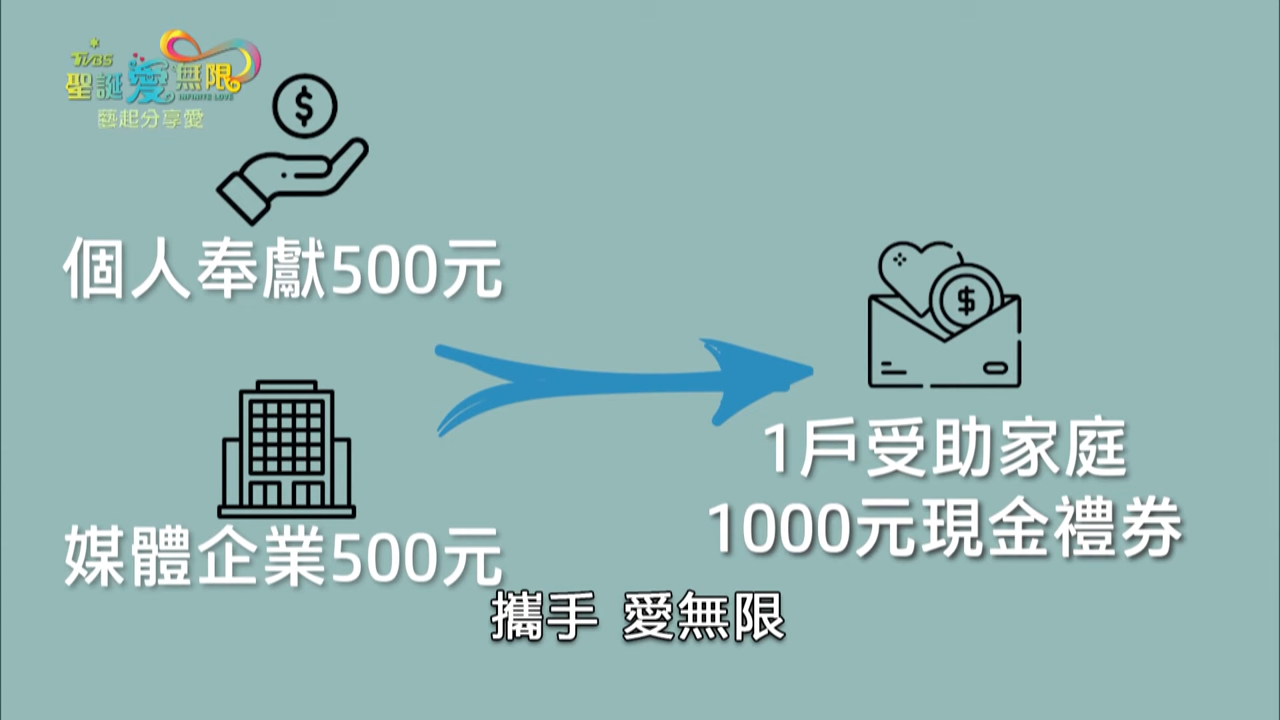 TVBS
聖誕愛無限
INFINITE LOVE
藝起分享愛
$
個人奉獻500元
$
媒體企業500元
1戶受助家庭
1000元現金禮券
攜手 愛無限